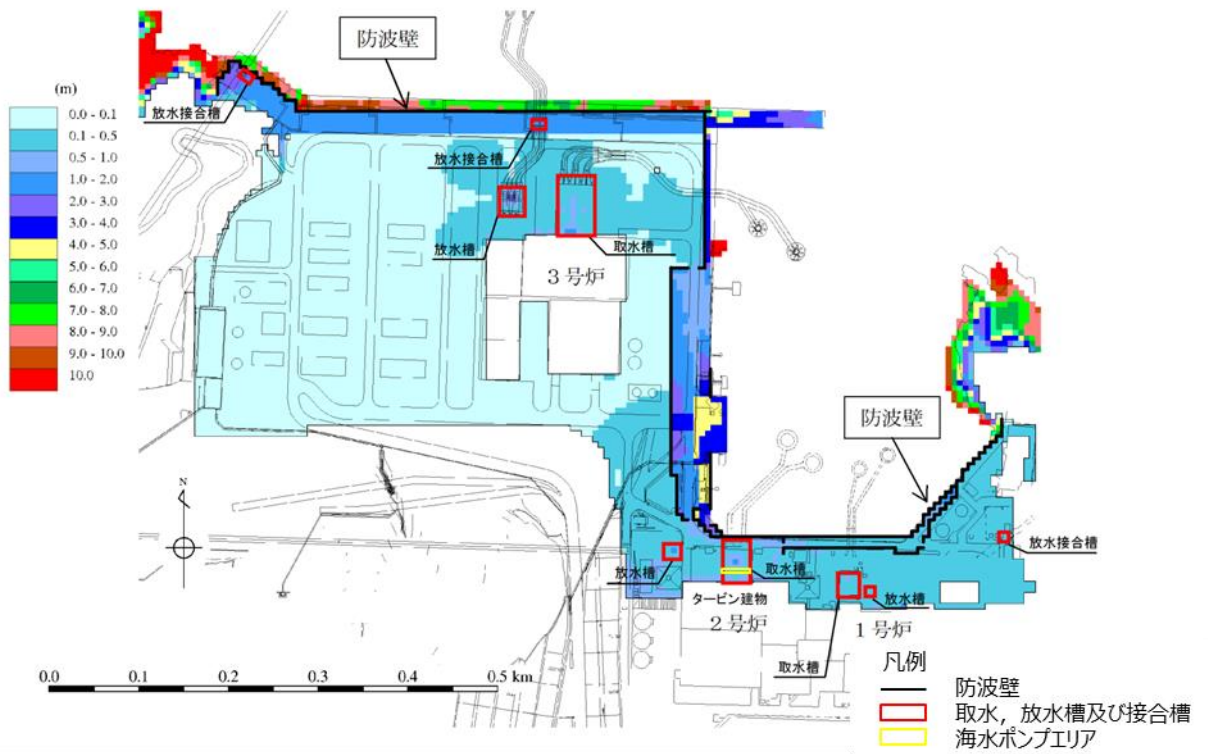 防波壁
(m)
0.0 - 0.1
0.1 - 0.5
0.5 - 1.0
1.0 - 2.0
2.0 - 3.0
3.0 - 4.0
4.0 - 5.0
5.0 - 6.0
6.0 - 7.0
7.0 - 8.0
8.0 - 9.0
9.0 - 10.0
10.0
放水接合槽
放水接合槽
放水槽
取水槽
3号炉
防波壁
N
放水槽
取水槽
放水接合槽
タービン建物
2号炉
放水槽
1号炉
取水槽
0.0 0.1 0.2 0.3 0.4 0.5 km
凡例
防波壁
取水，放水槽及び接合槽
海水ポンプエリア